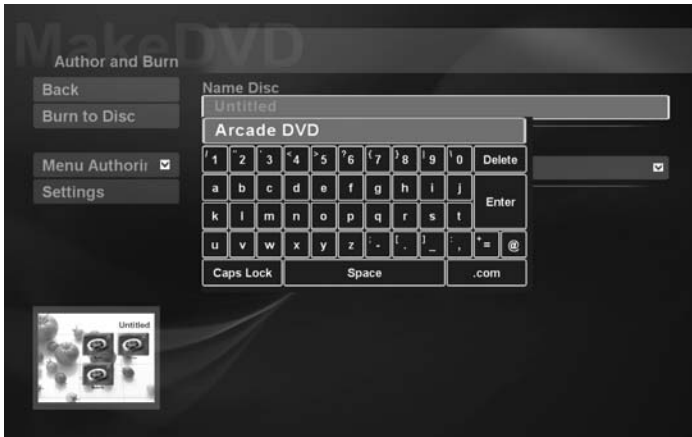 MakeDVD
Author and Burn
Back
Burn to Disc
Menu Authorin
Settings
Name Disc
Untitled
Arcade DVD
/ 1 " 2 ' 3 < 4 > 5 ? 6 { 7 } 8 | 9 \ 0 Delete
a b c d e f g h i j
Enter
k l m n o p q r s t
u v w x y z ; - [ . ] _ : , + = @
Caps Lock Space .com
Untitled